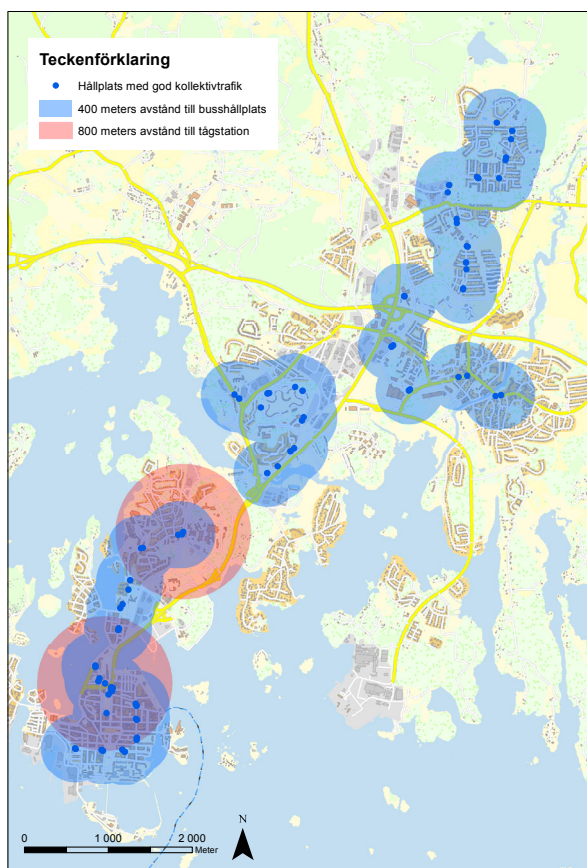 Teckenförklaring
Hållplats med god kollektivtrafik
400 meters avstånd till busshållplats
800 meters avstånd till tågstation
0 1 000 2 000
Meter
N